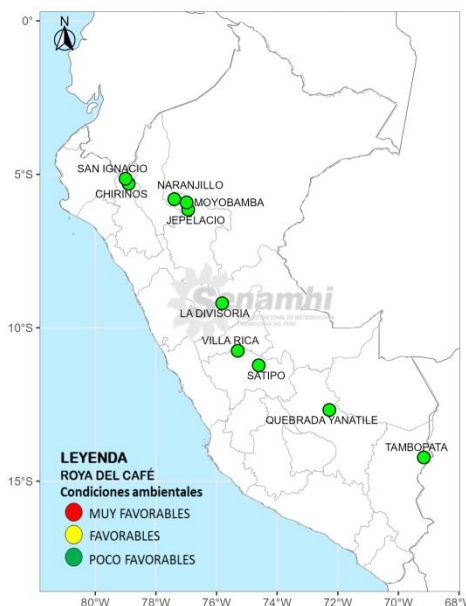 0°
N
SAN IGNACIO
5°S
CHIRINOS
NARANJILLO
MOYOBAMBA
JEPELACIO
Senamhi
LA DIVISORIA
10°S
VILLA RICA
SATIPO
QUEBRADA YANATILE
TAMBOPATA
LEYENDA
ROYA DEL CAFÉ
Condiciones ambientales
MUY FAVORABLES
FAVORABLES
POCO FAVORABLES
15°S
80°W 78°W 76°W 74°W 72°W 70°W 68°W